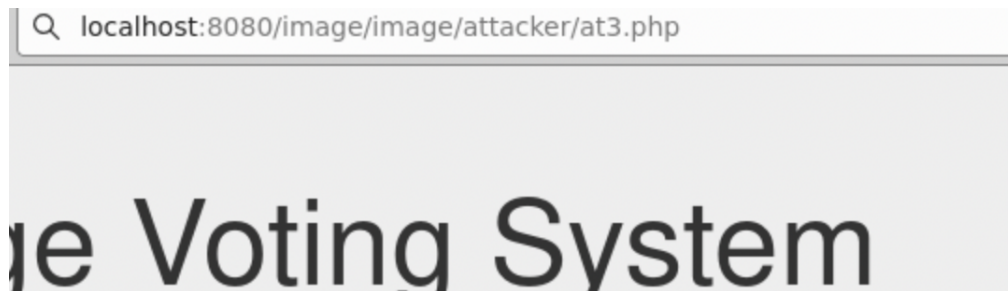 localhost:8080/image/image/attacker/at3.php
ge Voting System